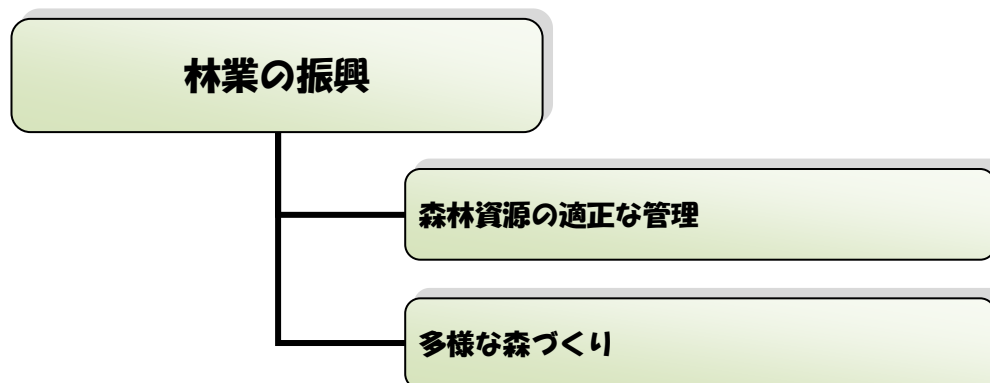 林業の振興
森林資源の適正な管理
多様な森づくり